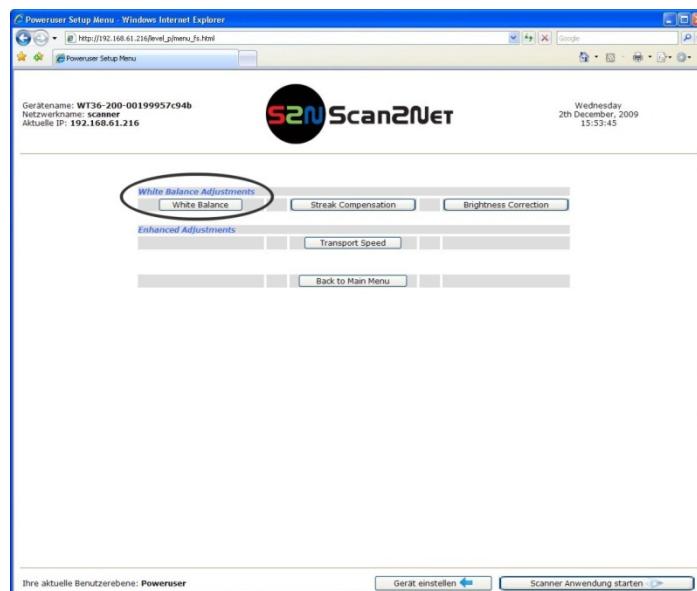 Poweruser Setup Menu - Windows Internet Explorer
http://192.168.61.216/level_p/menu_fs.html
Google
Poweruser Setup Menu
Gerätename: WT36-200-00199957c94b
Netzwerkname: scanner
Aktuelle IP: 192.168.61.216
S2N Scan2Net
Wednesday
2th December, 2009
15:53:45
White Balance Adjustments
White Balance
Streak Compensation
Brightness Correction
Enhanced Adjustments
Transport Speed
Back to Main Menu
Ihre aktuelle Benutzerebene: Poweruser
Gerät einstellen
Scanner Anwendung starten